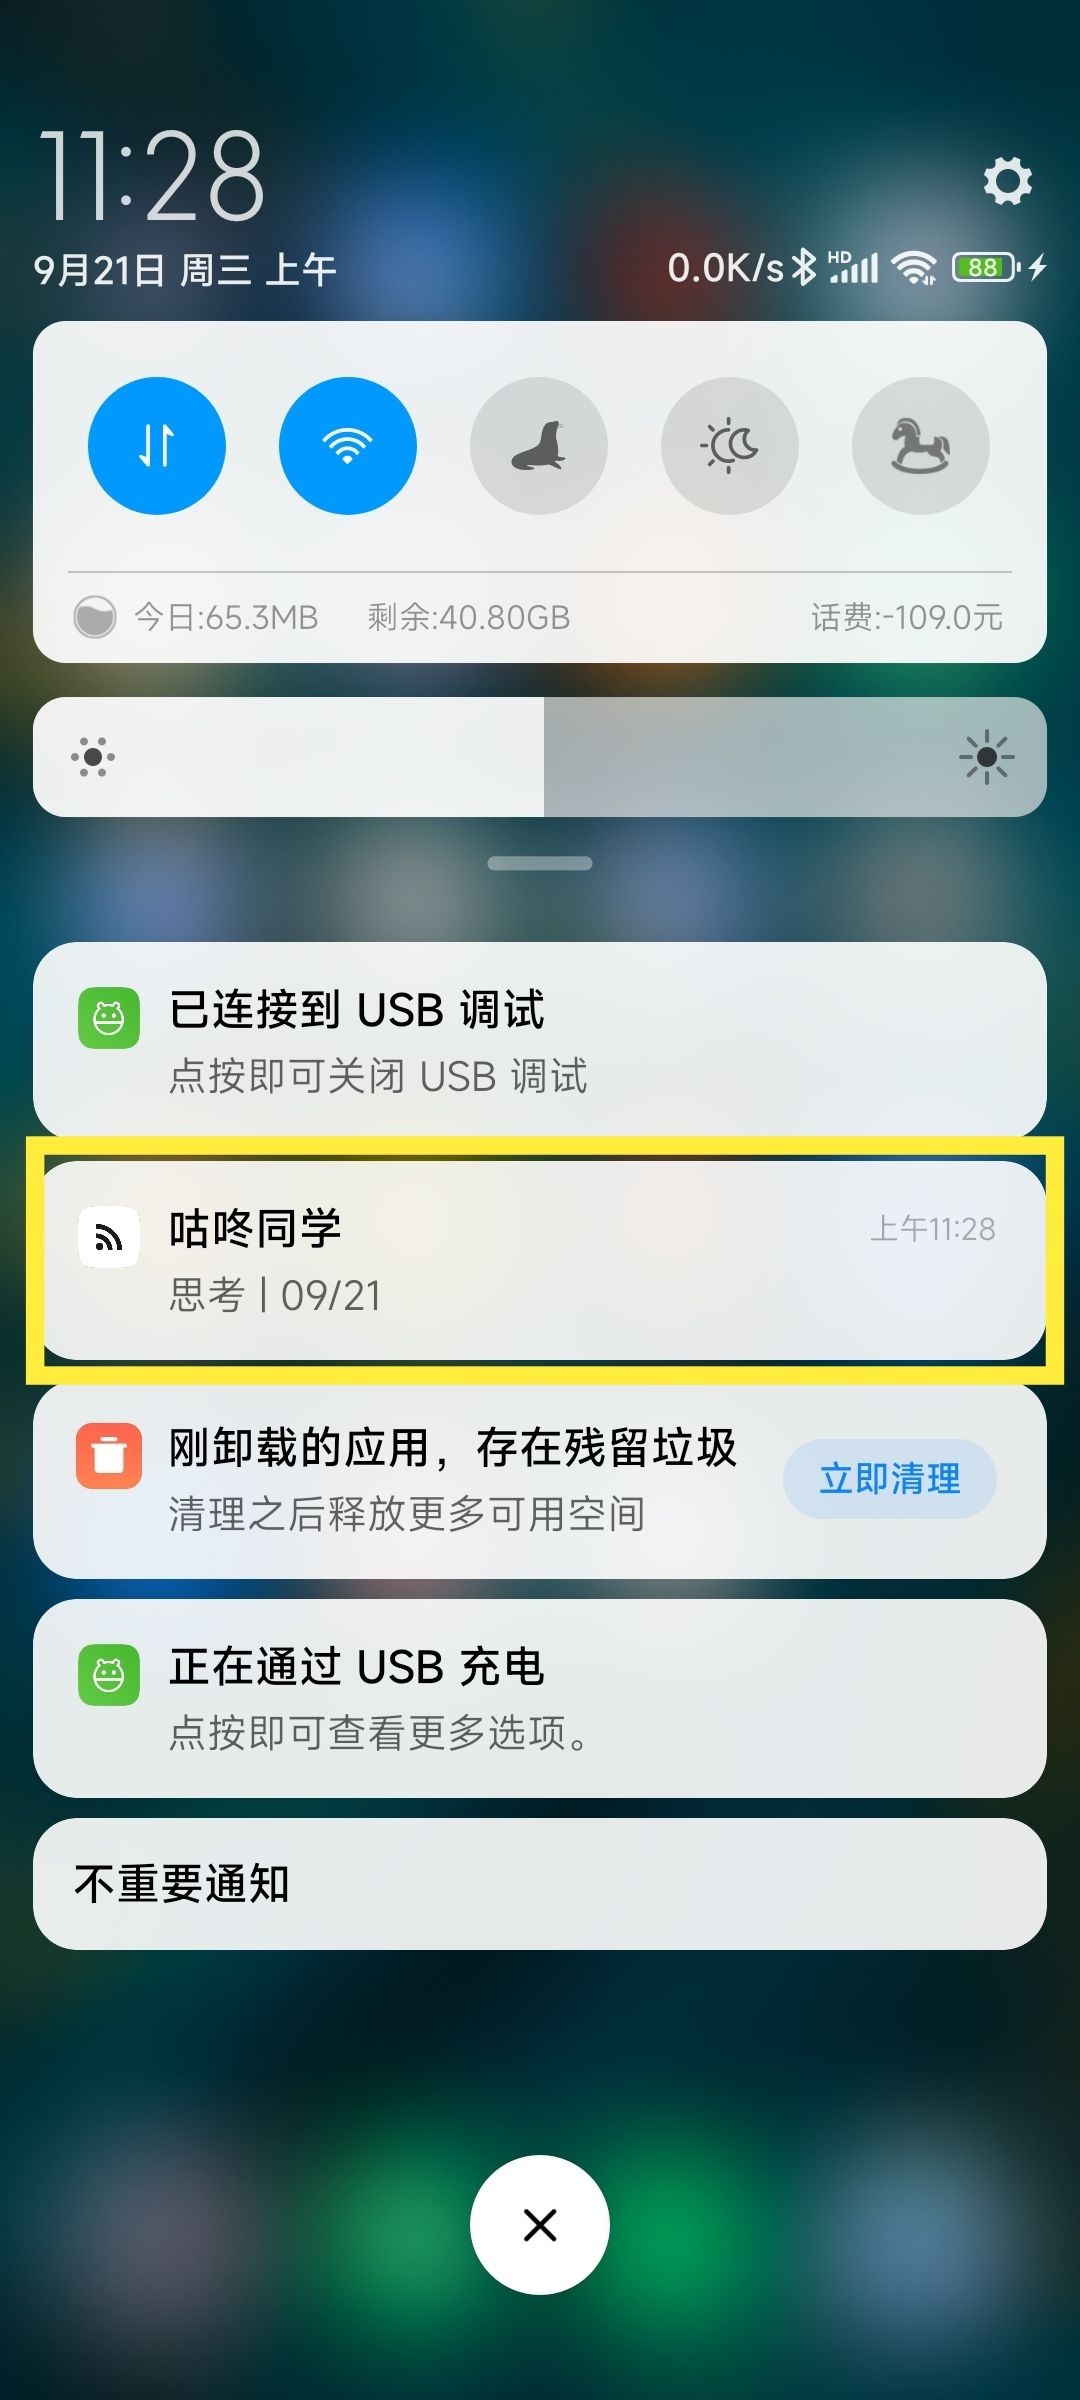 11:28
9月21日 周三 上午
0.0K/s HD 88
今日:65.3MB 剩余:40.80GB 话费:-109.0元
已连接到 USB 调试
点按即可关闭 USB 调试
咕咚同学 上午11:28
思考 | 09/21
刚卸载的应用，存在残留垃圾
清理之后释放更多可用空间
立即清理
正在通过 USB 充电
点按即可查看更多选项。
不重要通知